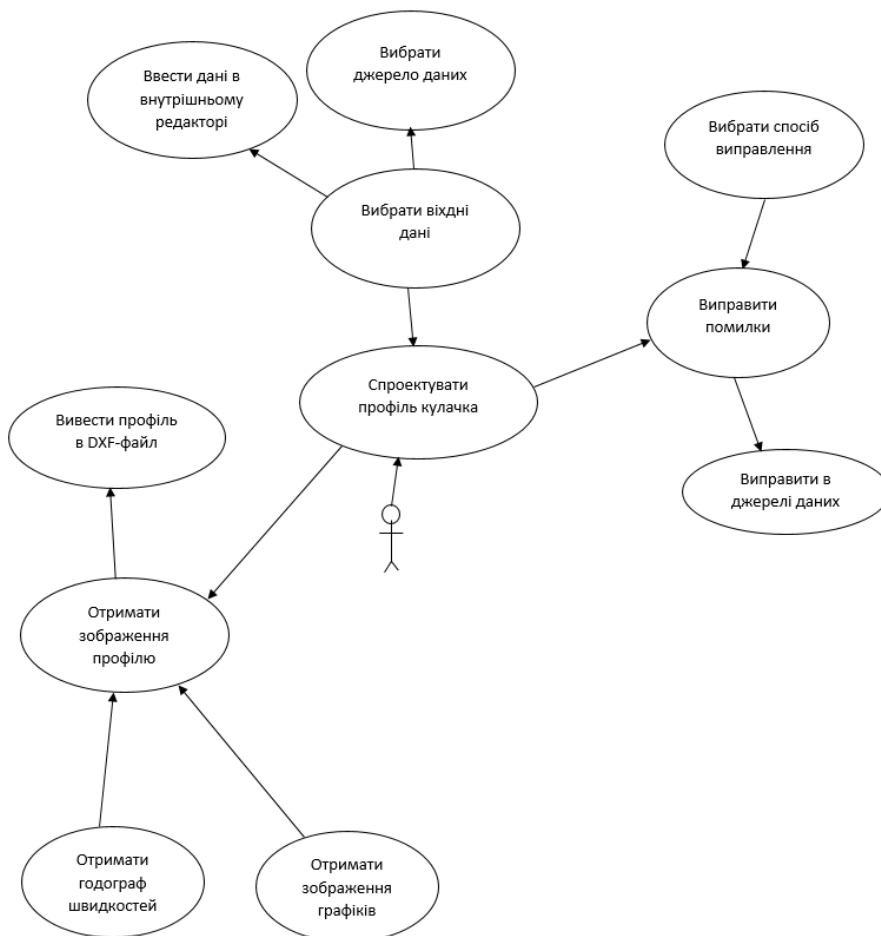 Вибрати
джерело даних
Ввести дані в
внутрішньому
редакторі
Вибрати спосіб
виправлення
Вибрати віхдні
дані
Виправити
помилки
Спроектувати
профіль кулачка
Вивести профіль
в DXF-файл
Виправити в
джерелі даних
Отримати
зображення
профілю
Отримати
годограф
швидкостей
Отримати
зображення
графіків